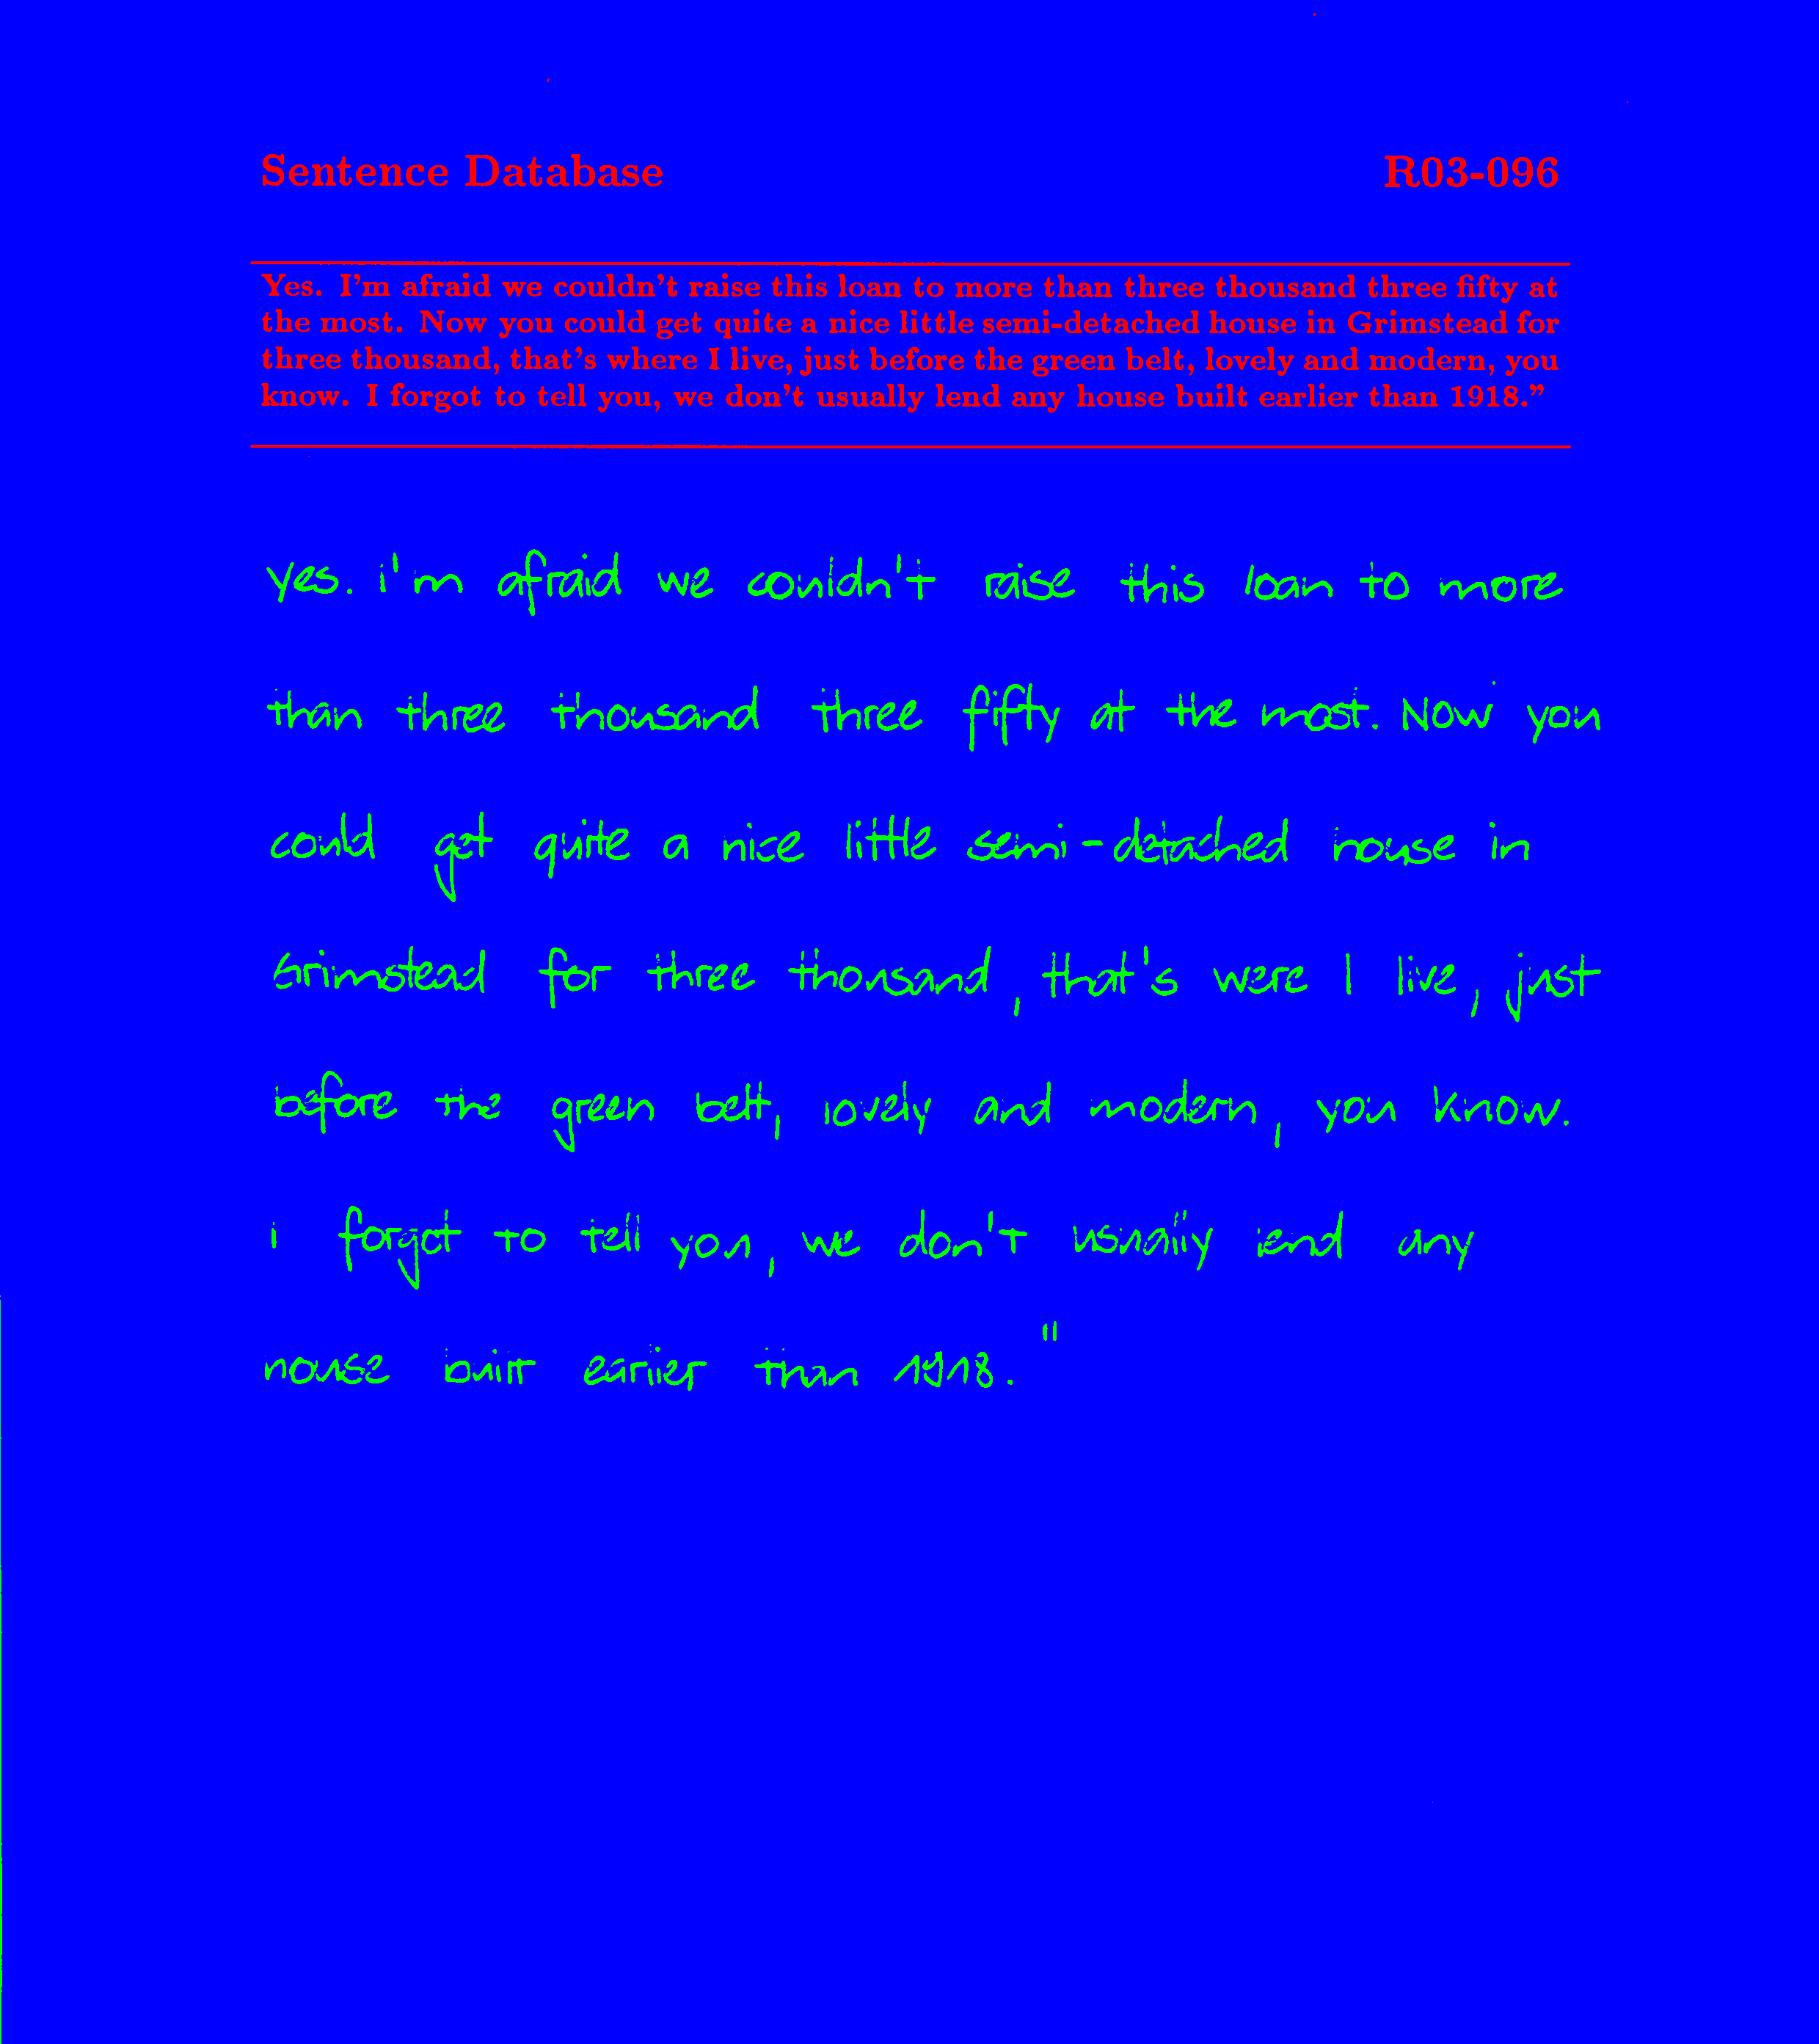 Sentence Database R03-096
Yes. I'm afraid we couldn't raise this loan to more than three thousand three fifty at
the most. Now you could get quite a nice little semi-detached house in Grimstead for
three thousand, that's where I live, just before the green belt, lovely and modern, you
know. I forgot to tell you, we don't usually lend any house built earlier than 1918."
yes. I'm afraid we couldn't raise this loan to more
than three thousand three fifty at the most. Now you
could get quite a nice little semi-detached house in
Grimstead for three thousand, that's were I live, just
before the green belt, lovely and modern, you know.
I forgot to tell you, we don't usually lend any
house built earlier than 1918."